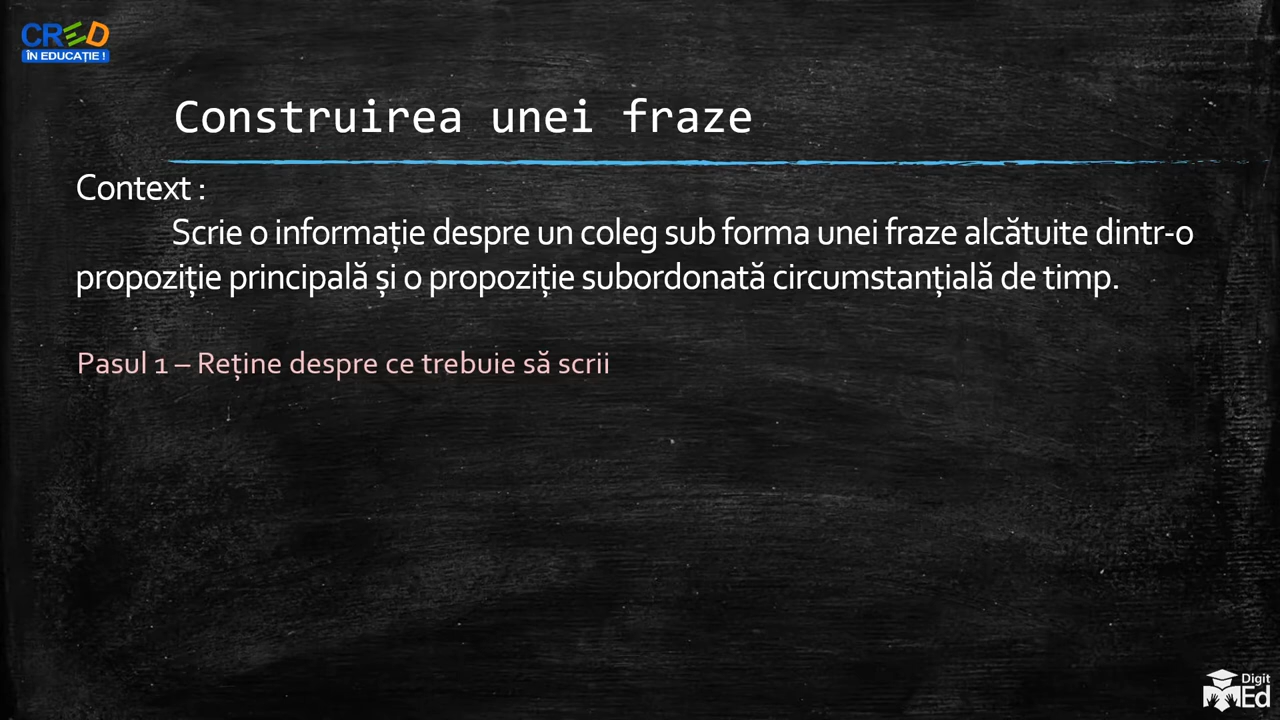 CRED
ÎN EDUCAȚIE !
Construirea unei fraze
Context :
Scrie o informație despre un coleg sub forma unei fraze alcătuite dintr-o
propoziție principală și o propoziție subordonată circumstanțială de timp.
Pasul 1 – Reține despre ce trebuie să scrii
Digit
Ed